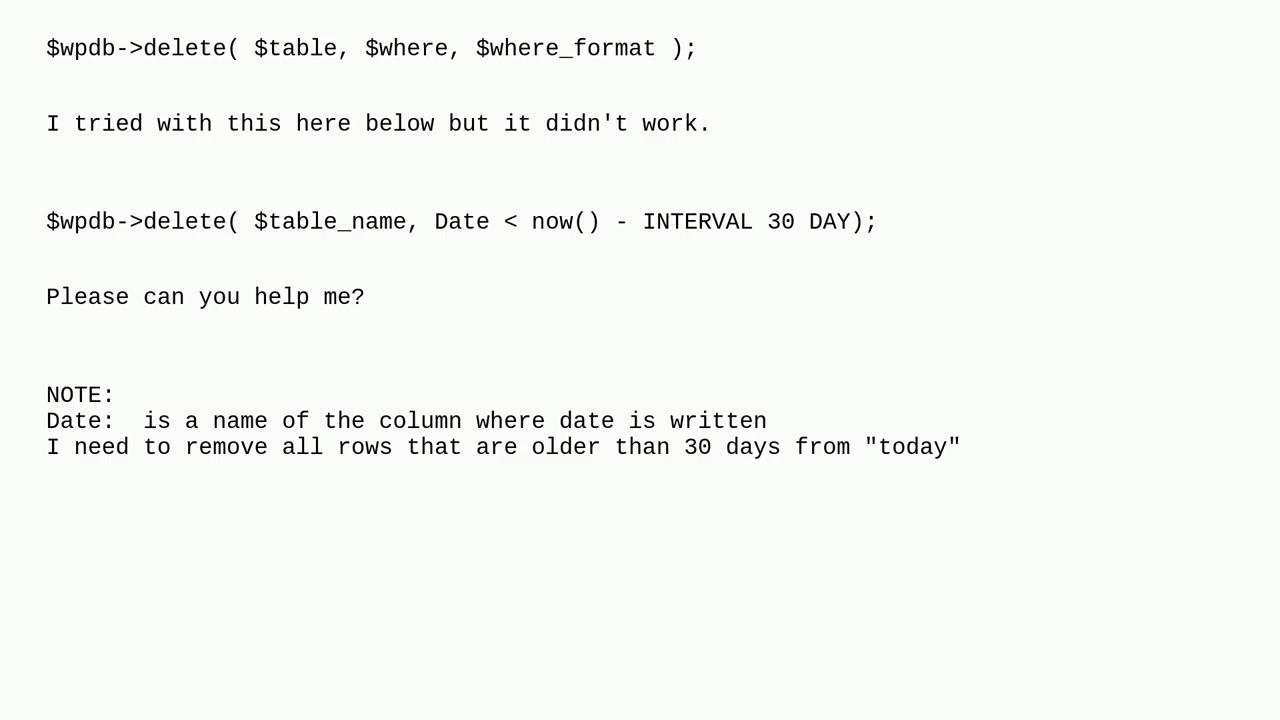 $wpdb->delete( $table, $where, $where_format );
I tried with this here below but it didn't work.
$wpdb->delete( $table_name, Date < now() - INTERVAL 30 DAY);
Please can you help me?
NOTE:
Date:  is a name of the column where date is written
I need to remove all rows that are older than 30 days from "today"